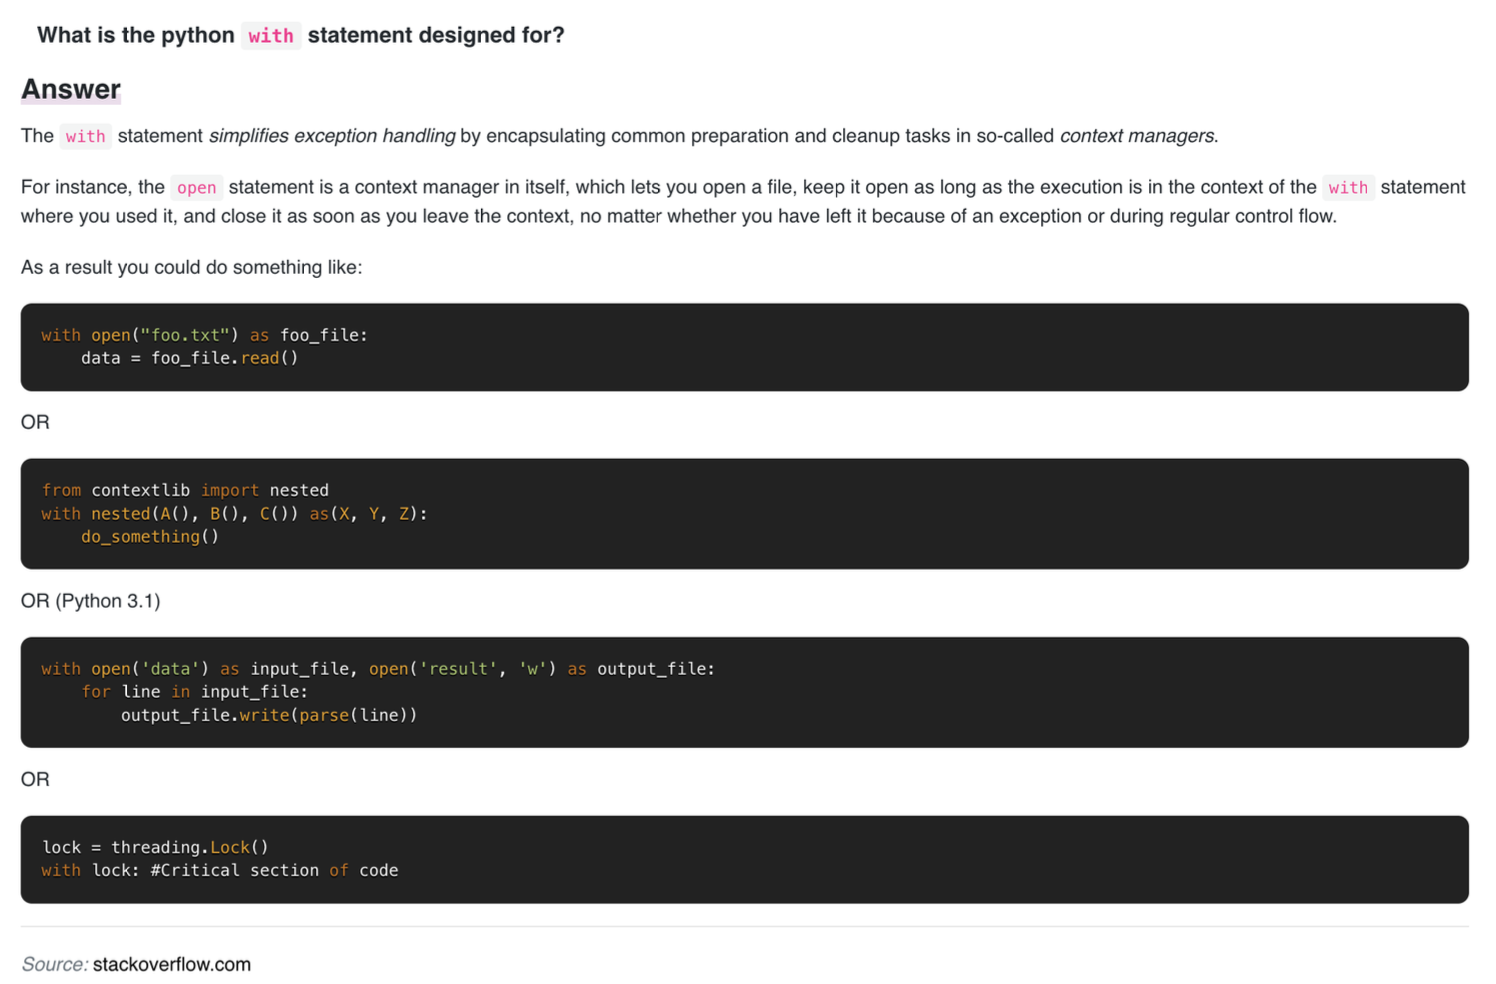 What is the python with statement designed for?
Answer
The with statement simplifies exception handling by encapsulating common preparation and cleanup tasks in so-called context managers.
For instance, the open statement is a context manager in itself, which lets you open a file, keep it open as long as the execution is in the context of the with statement
where you used it, and close it as soon as you leave the context, no matter whether you have left it because of an exception or during regular control flow.
As a result you could do something like:
with open("foo.txt") as foo_file:
    data = foo_file.read()
OR
from contextlib import nested
with nested(A(), B(), C()) as(X, Y, Z):
    do_something()
OR (Python 3.1)
with open('data') as input_file, open('result', 'w') as output_file:
    for line in input_file:
        output_file.write(parse(line))
OR
lock = threading.Lock()
with lock: #Critical section of code
Source: stackoverflow.com